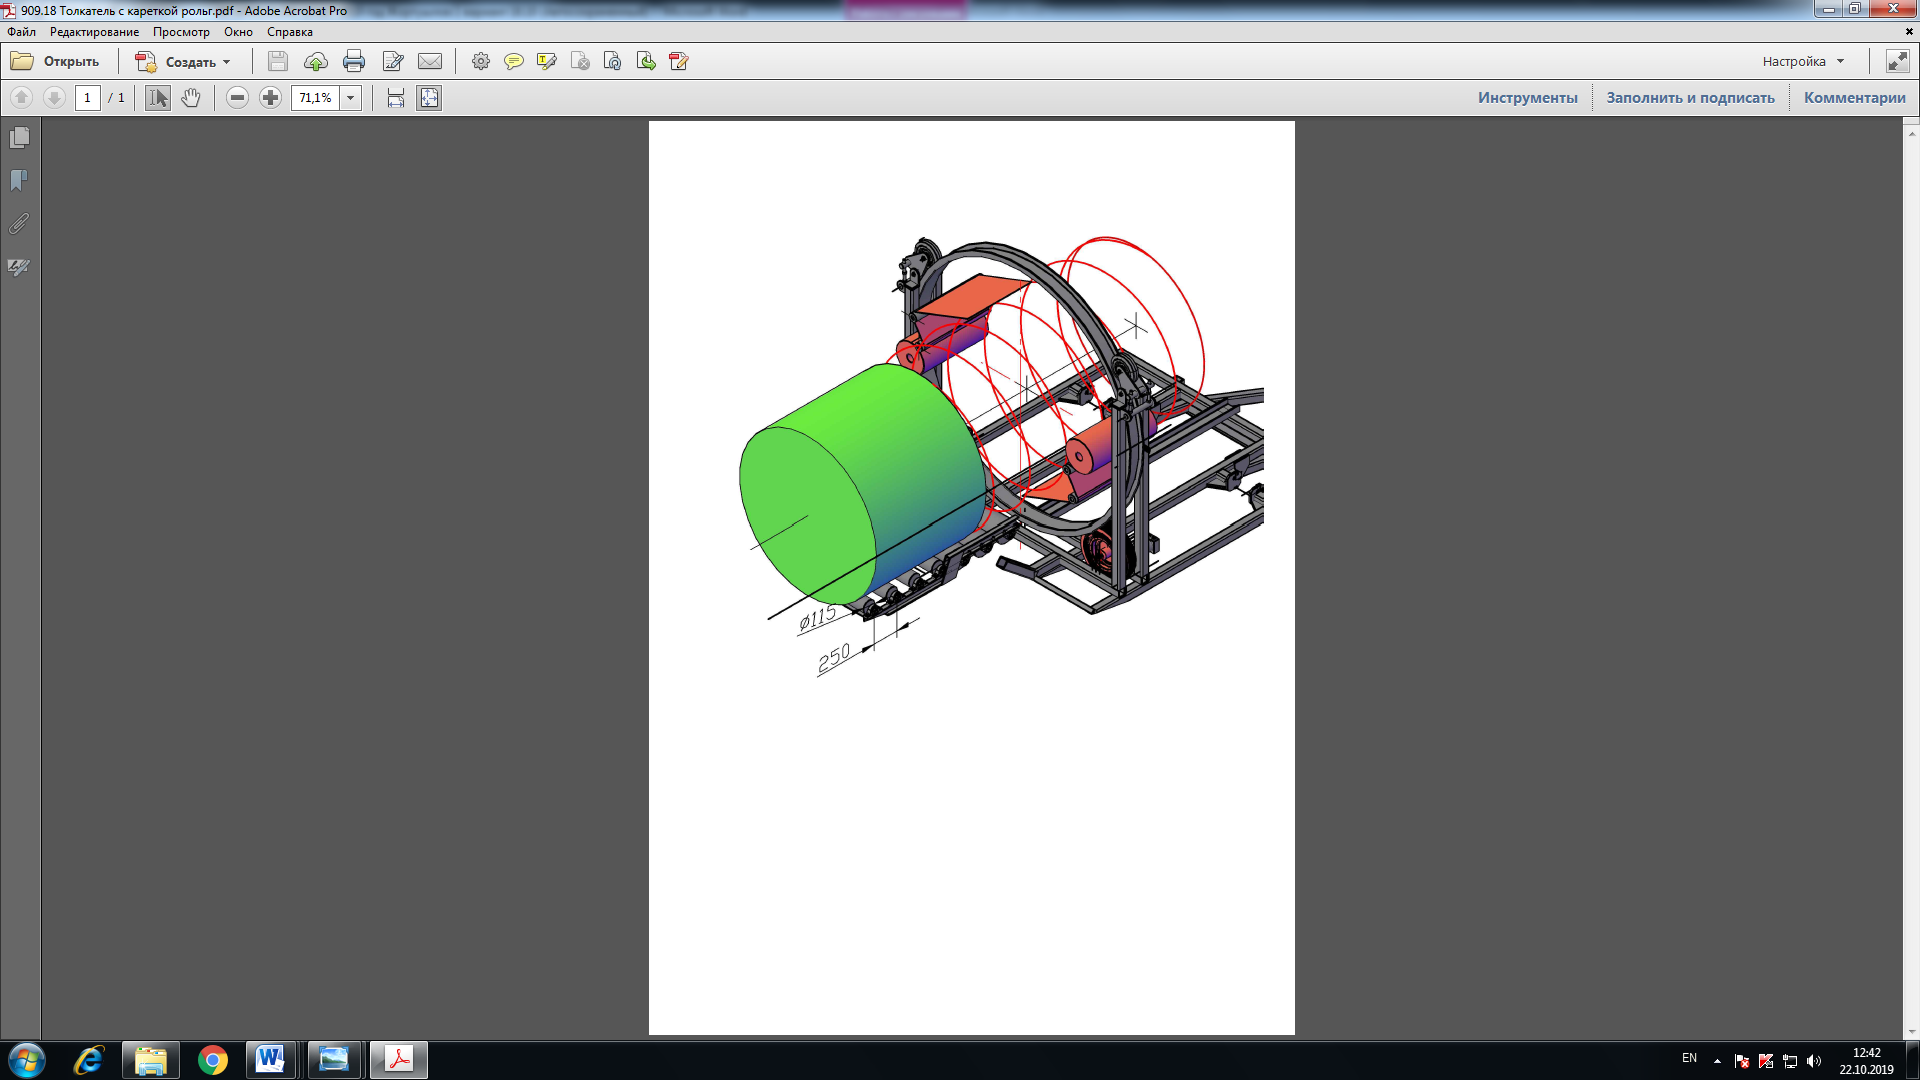 909.18 Толкатель с кареткой рольг.pdf - Adobe Acrobat Pro
Файл Редактирование Просмотр Окно Справка
Открыть Создать Настройка
1 / 1 71,1% Инструменты Заполнить и подписать Комментарии
Ø115
250
EN 12:42
22.10.2019